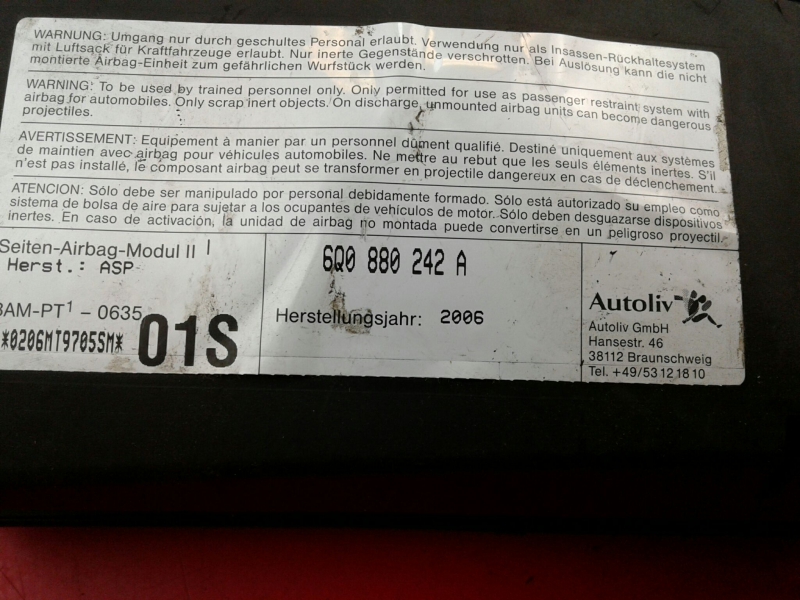 WARNUNG: Umgang nur durch geschultes Personal erlaubt. Verwendung nur als Insassen-Rückhaltesystem
mit Luftsack für Kraftfahrzeuge erlaubt. Nur inerte Gegenstände verschrotten. Bei Auslösung kann die nicht
montierte Airbag-Einheit zum gefährlichen Wurfstück werden.
WARNING: To be used by trained personnel only. Only permitted for use as passenger restraint system with
airbag for automobiles. Only scrap inert objects. On discharge, unmounted airbag units can become dangerous
projectiles.
AVERTISSEMENT: Equipement à manier par un personnel dûment qualifié. Destiné uniquement aux systèmes
de maintien avec airbag pour véhicules automobiles. Ne mettre au rebut que les seuls éléments inertes. S'il
n'est pas installé, le composant airbag peut se transformer en projectile dangereux en cas de déclenchement.
ATENCION: Sólo debe ser manipulado por personal debidamente formado. Sólo está autorizado su empleo como
sistema de bolsa de aire para sujetar a los ocupantes de vehículos de motor. Sólo deben desguazarse dispositivos
inertes. En caso de activación, la unidad de airbag no montada puede convertirse en un peligroso proyectil.
Seiten-Airbag-Modul II I
Herst.: ASP
BAM-PT1 - 0635
*0206MT9705SM* 01S
6Q0 880 242 A
Herstellungsjahr: 2006
Autoliv
Autoliv GmbH
Hansestr. 46
38112 Braunschweig
Tel. +49/53 12 18 10